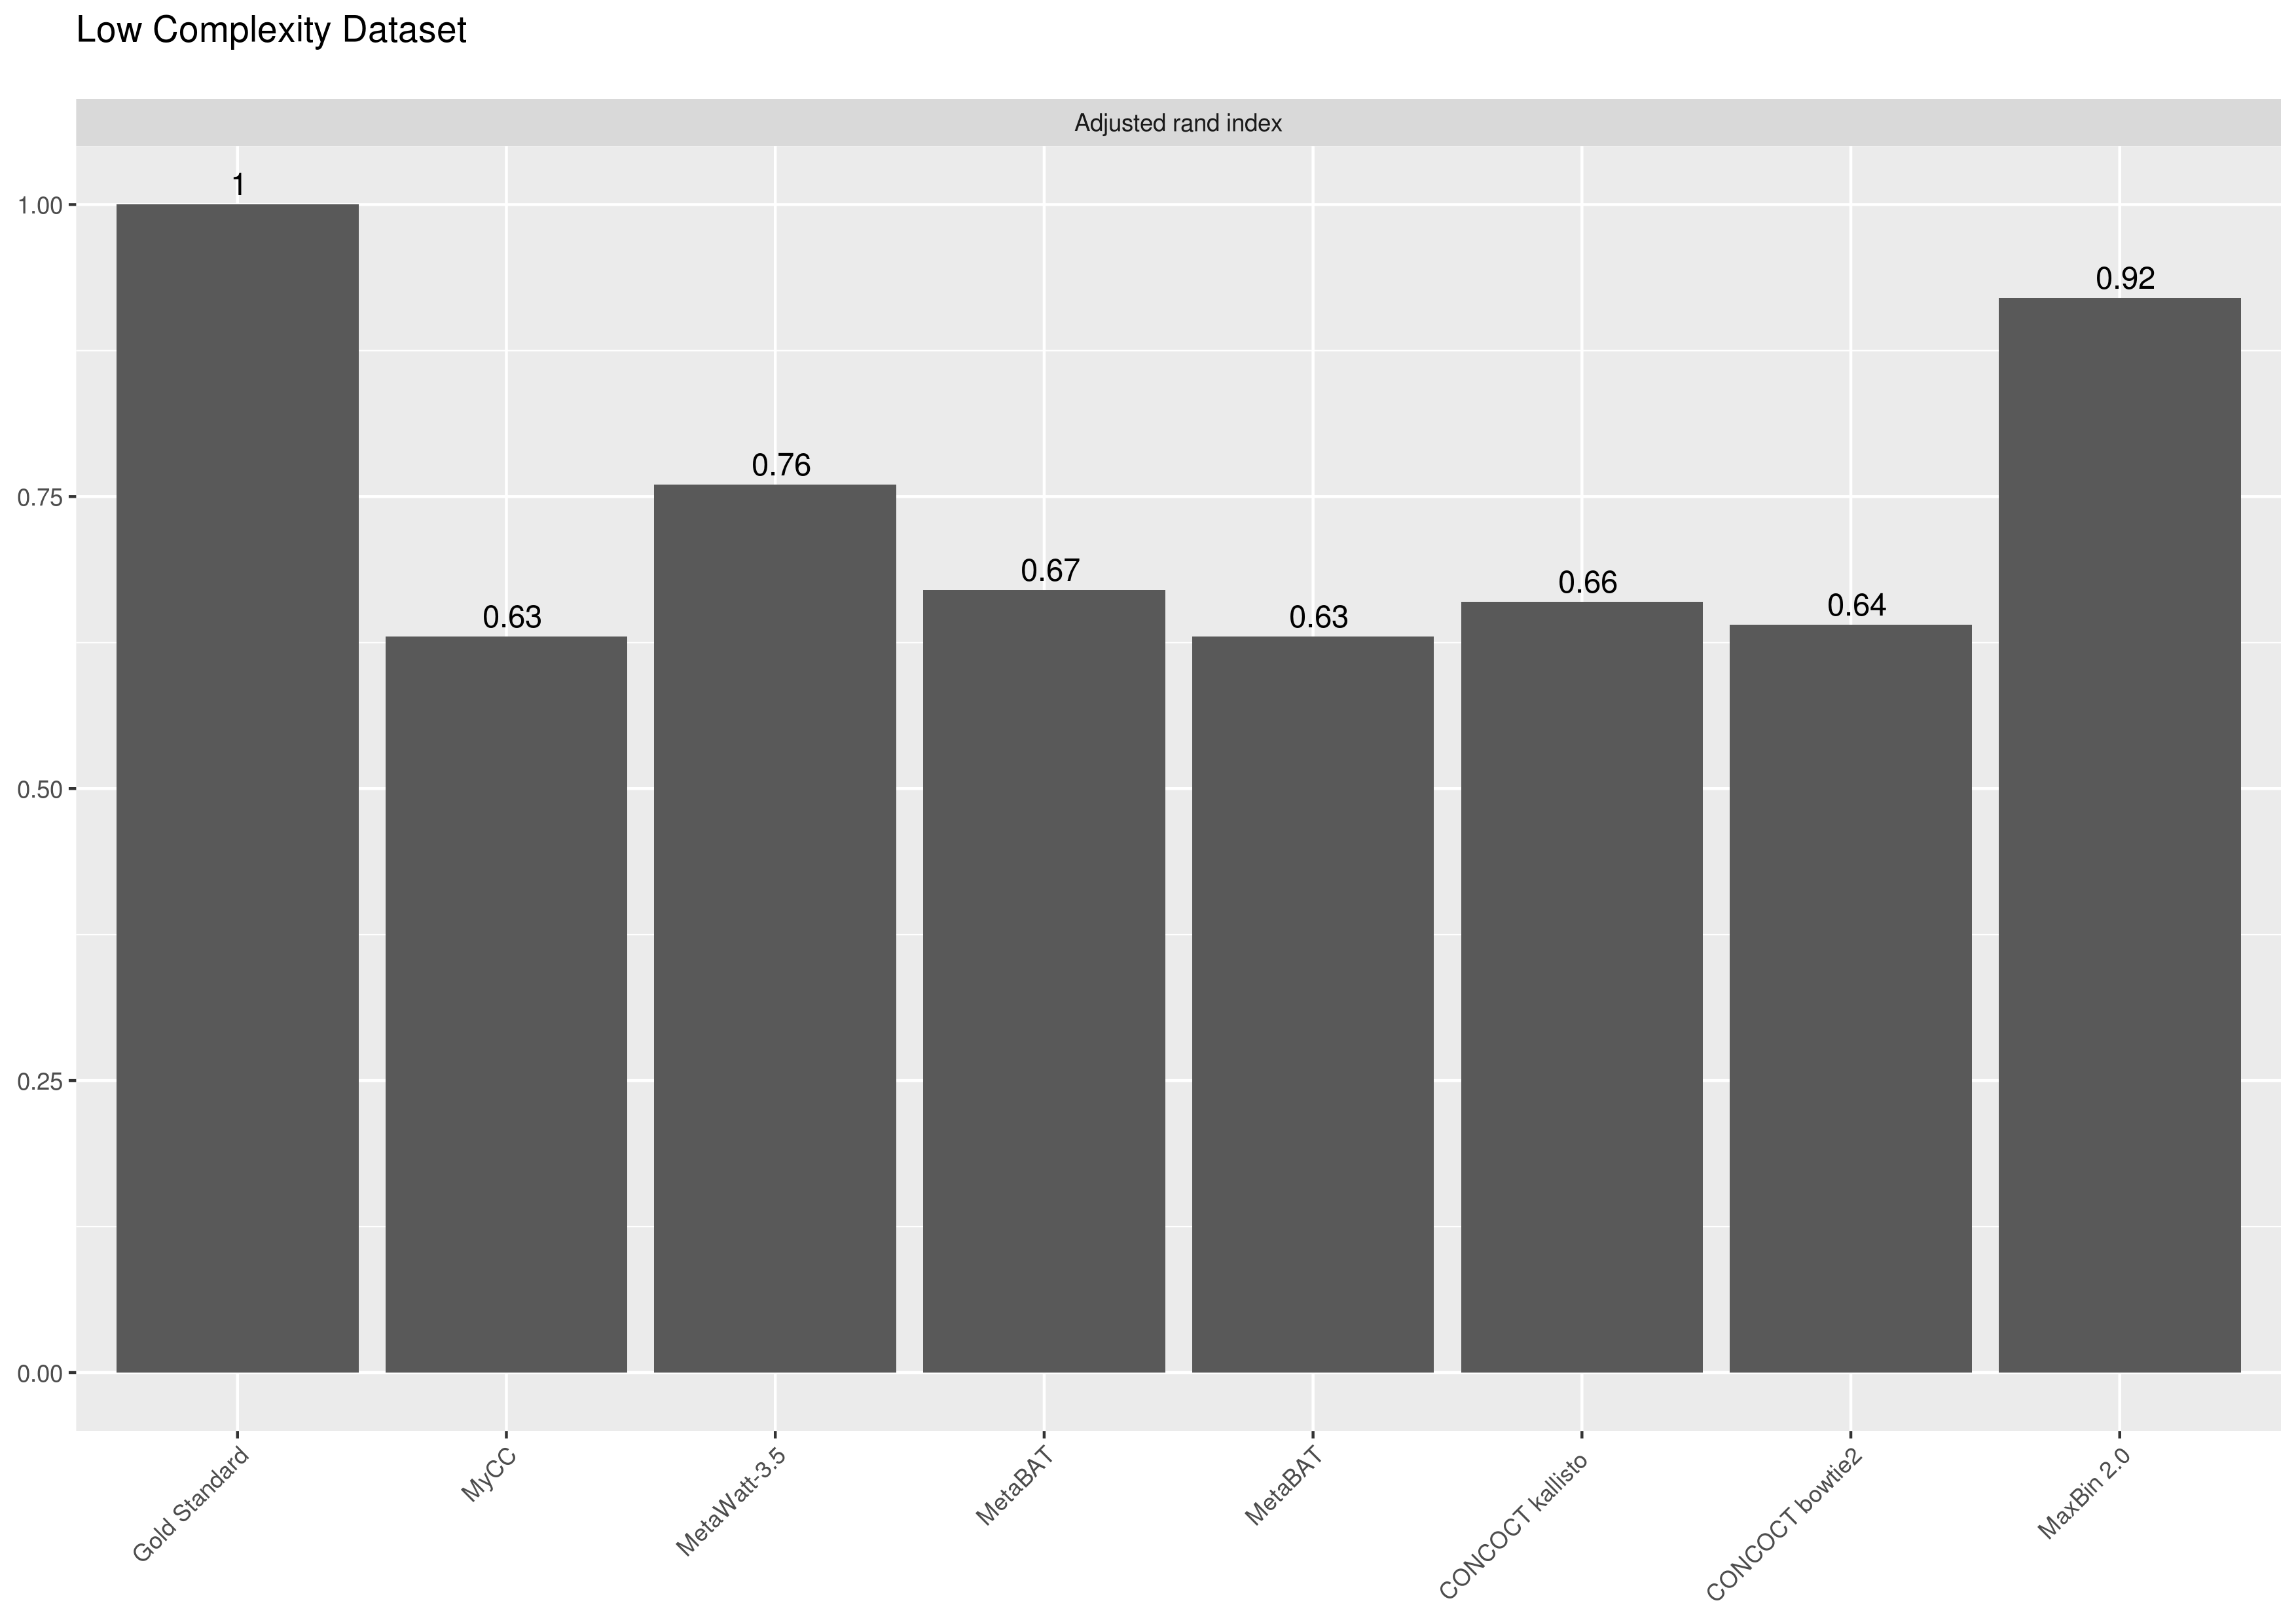 Low Complexity Dataset
Adjusted rand index
1.00
0.75
0.50
0.25
0.00
1
0.63
0.76
0.67
0.63
0.66
0.64
0.92
Gold Standard
MyCC
MetaWatt-3.5
MetaBAT
MetaBAT
CONCOCT kallisto
CONCOCT bowtie2
MaxBin 2.0